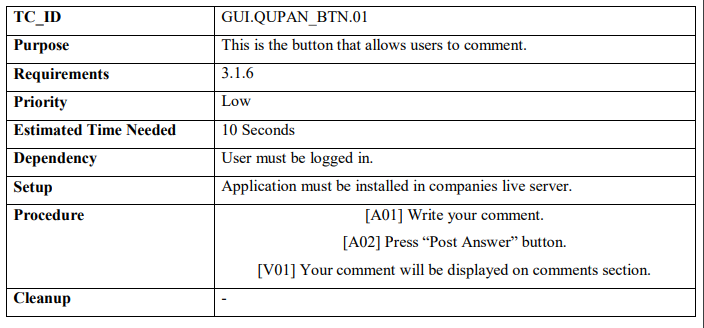 TC_ID GUI.QUPAN_BTN.01
Purpose This is the button that allows users to comment.
Requirements 3.1.6
Priority Low
Estimated Time Needed 10 Seconds
Dependency User must be logged in.
Setup Application must be installed in companies live server.
Procedure [A01] Write your comment.
[A02] Press “Post Answer” button.
[V01] Your comment will be displayed on comments section.
Cleanup -